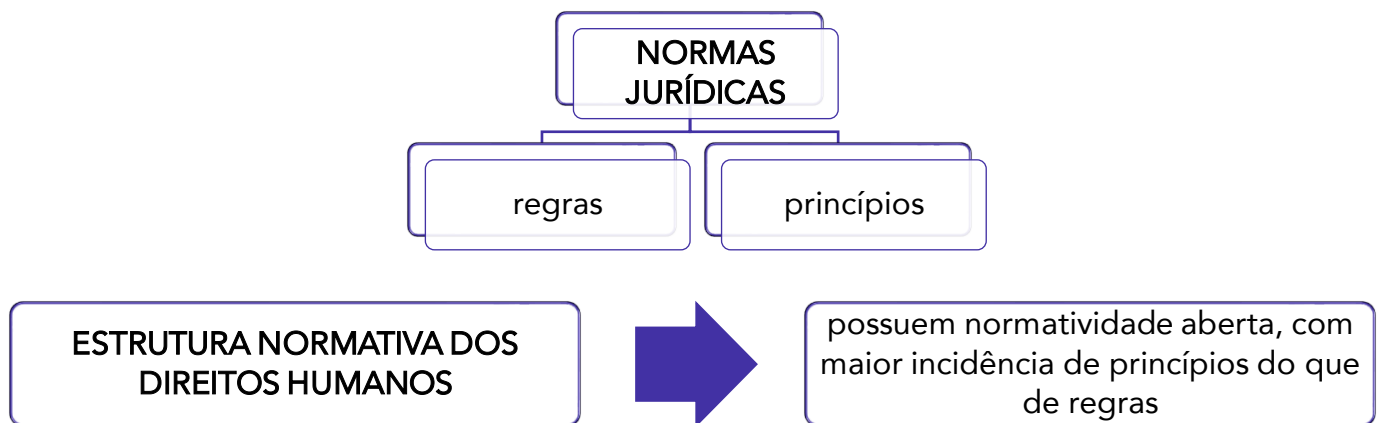 NORMAS
JURÍDICAS
regras
princípios
ESTRUTURA NORMATIVA DOS
DIREITOS HUMANOS
possuem normatividade aberta, com
maior incidência de princípios do que
de regras